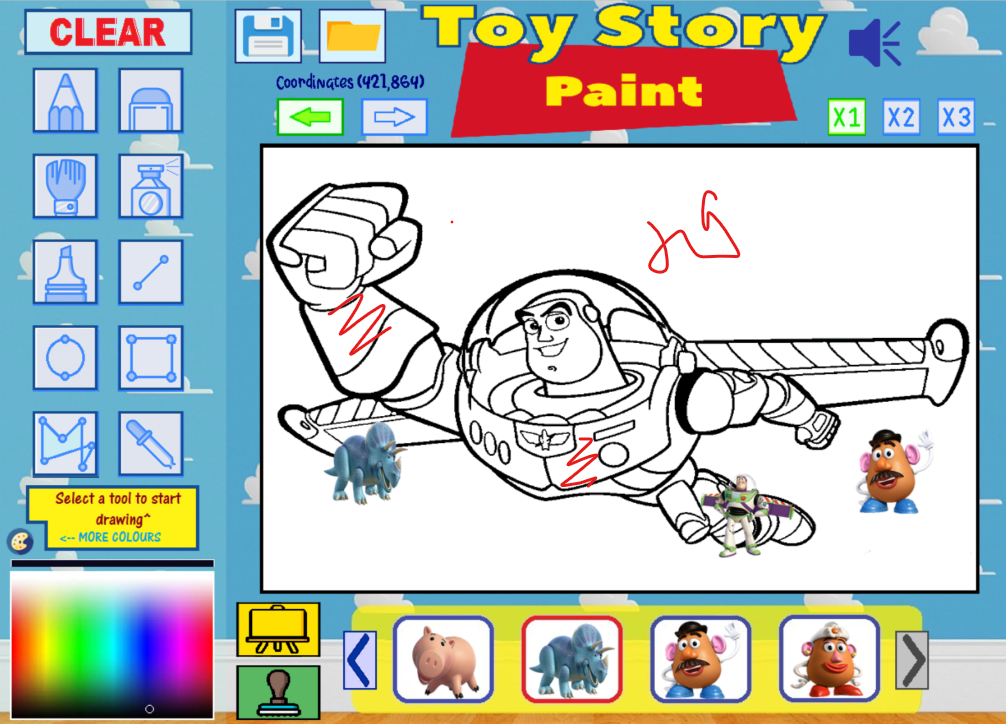 CLEAR
Toy Story
Paint
Coordinates (421,864)
X1 X2 X3
Select a tool to start
drawing^
<-- MORE COLOURS